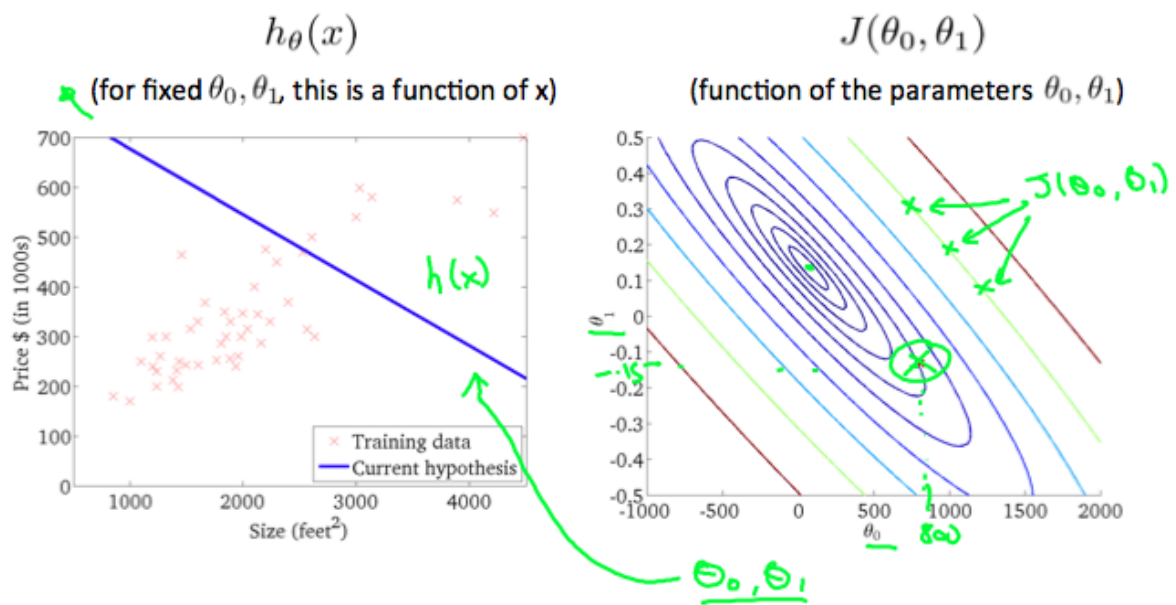 hθ(x)
(for fixed θ0, θ1, this is a function of x)
700
600
500
400
300
200
100
0
1000
2000
3000
4000
Price $ (in 1000s)
Size (feet²)
h(x)
Training data
Current hypothesis
J(θ0, θ1)
(function of the parameters θ0, θ1)
0.5
0.4
0.3
0.2
0.1
0
-0.1
-0.2
-0.3
-0.4
-0.5
-1000
-500
0
500
1000
1500
2000
θ1
θ0
J(θ0, θ1)
-.15
800
θ0, θ1